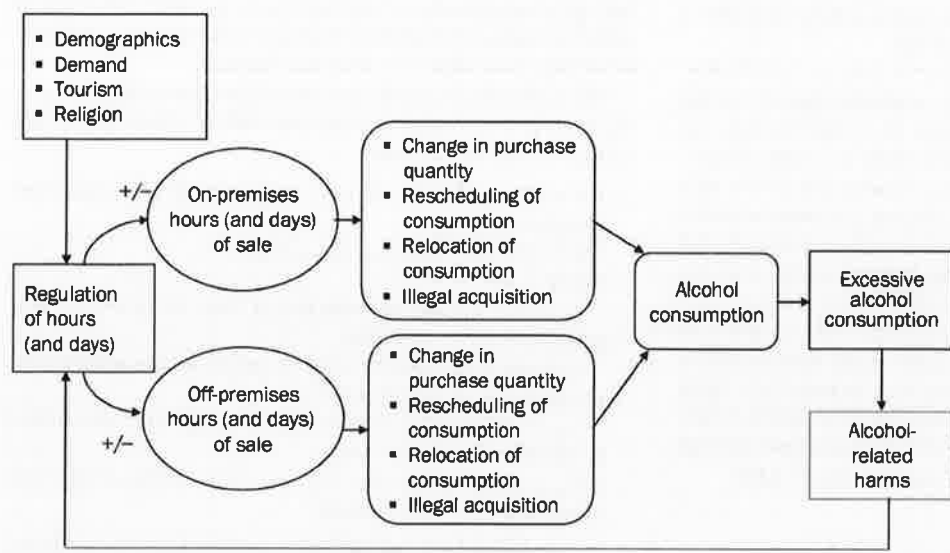 ▪ Demographics
▪ Demand
▪ Tourism
▪ Religion
+/–
On-premises
hours (and days)
of sale
▪ Change in purchase
quantity
▪ Rescheduling of
consumption
▪ Relocation of
consumption
▪ Illegal acquisition
Regulation
of hours
(and days)
Alcohol
consumption
Excessive
alcohol
consumption
Off-premises
hours (and days)
of sale
+/–
▪ Change in
purchase quantity
▪ Rescheduling of
consumption
▪ Relocation of
consumption
▪ Illegal acquisition
Alcohol-
related
harms